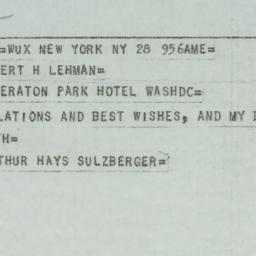 =WUX NEW YORK NY 28 956AME=
ERT H LEHMAN=
ERATON PARK HOTEL WASHDC=
LATIONS AND BEST WISHES, AND MY
TH=
THUR HAYS SULZBERGER=